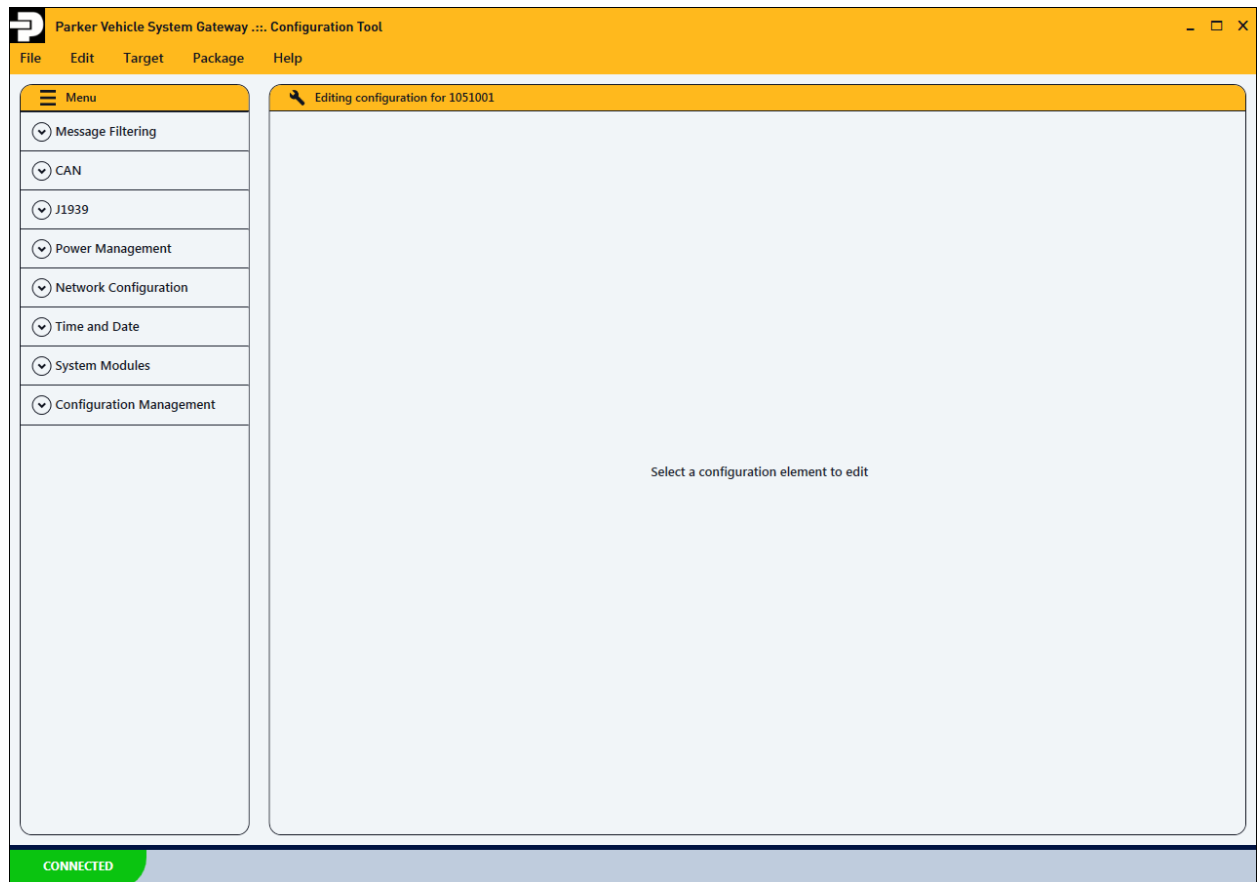 Parker Vehicle System Gateway .::. Configuration Tool
File Edit Target Package Help
Menu
Message Filtering
CAN
J1939
Power Management
Network Configuration
Time and Date
System Modules
Configuration Management
Editing configuration for 1051001
Select a configuration element to edit
CONNECTED